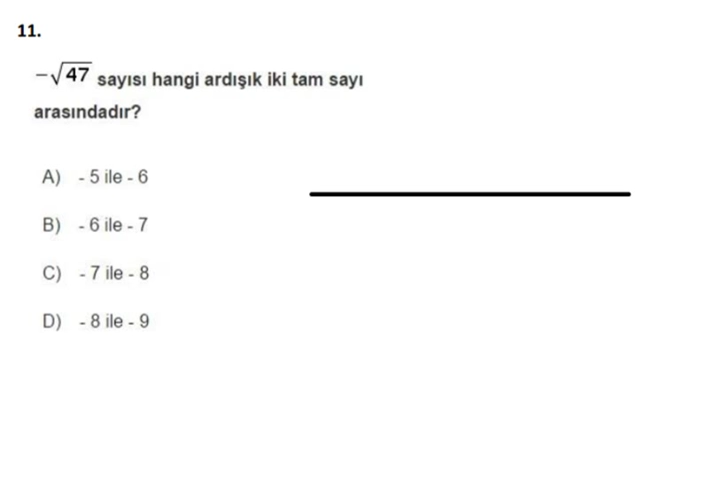 11.
-√47 sayısı hangi ardışık iki tam sayı
arasındadır?
A) - 5 ile - 6
B) - 6 ile - 7
C) - 7 ile - 8
D) - 8 ile - 9